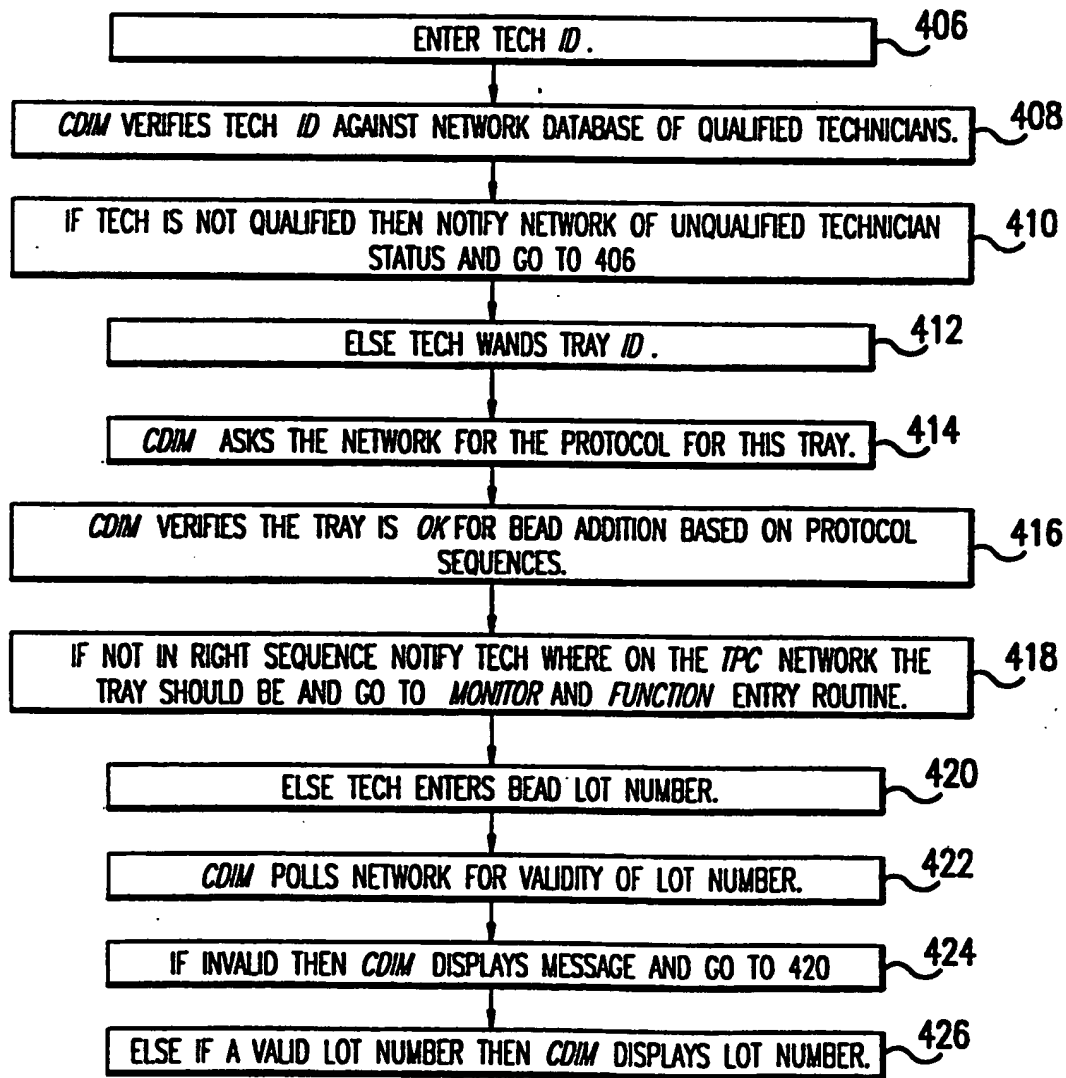 ENTER TECH ID. 406
CDIM VERIFIES TECH ID AGAINST NETWORK DATABASE OF QUALIFIED TECHNICIANS. 408
IF TECH IS NOT QUALIFIED THEN NOTIFY NETWORK OF UNQUALIFIED TECHNICIAN
STATUS AND GO TO 406
410
ELSE TECH WANDS TRAY ID. 412
CDIM ASKS THE NETWORK FOR THE PROTOCOL FOR THIS TRAY. 414
CDIM VERIFIES THE TRAY IS OK FOR BEAD ADDITION BASED ON PROTOCOL
SEQUENCES.
416
IF NOT IN RIGHT SEQUENCE NOTIFY TECH WHERE ON THE TPC NETWORK THE
TRAY SHOULD BE AND GO TO MONITOR AND FUNCTION ENTRY ROUTINE.
418
ELSE TECH ENTERS BEAD LOT NUMBER. 420
CDIM POLLS NETWORK FOR VALIDITY OF LOT NUMBER. 422
IF INVALID THEN CDIM DISPLAYS MESSAGE AND GO TO 420 424
ELSE IF A VALID LOT NUMBER THEN CDIM DISPLAYS LOT NUMBER. 426